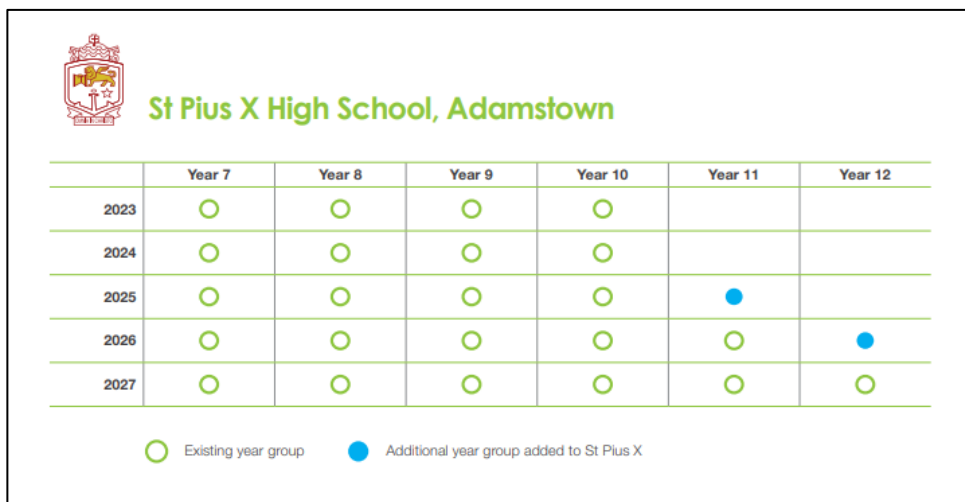 St Pius X High School, Adamstown
Year 7 Year 8 Year 9 Year 10 Year 11 Year 12
2023
2024
2025
2026
2027
Existing year group Additional year group added to St Pius X